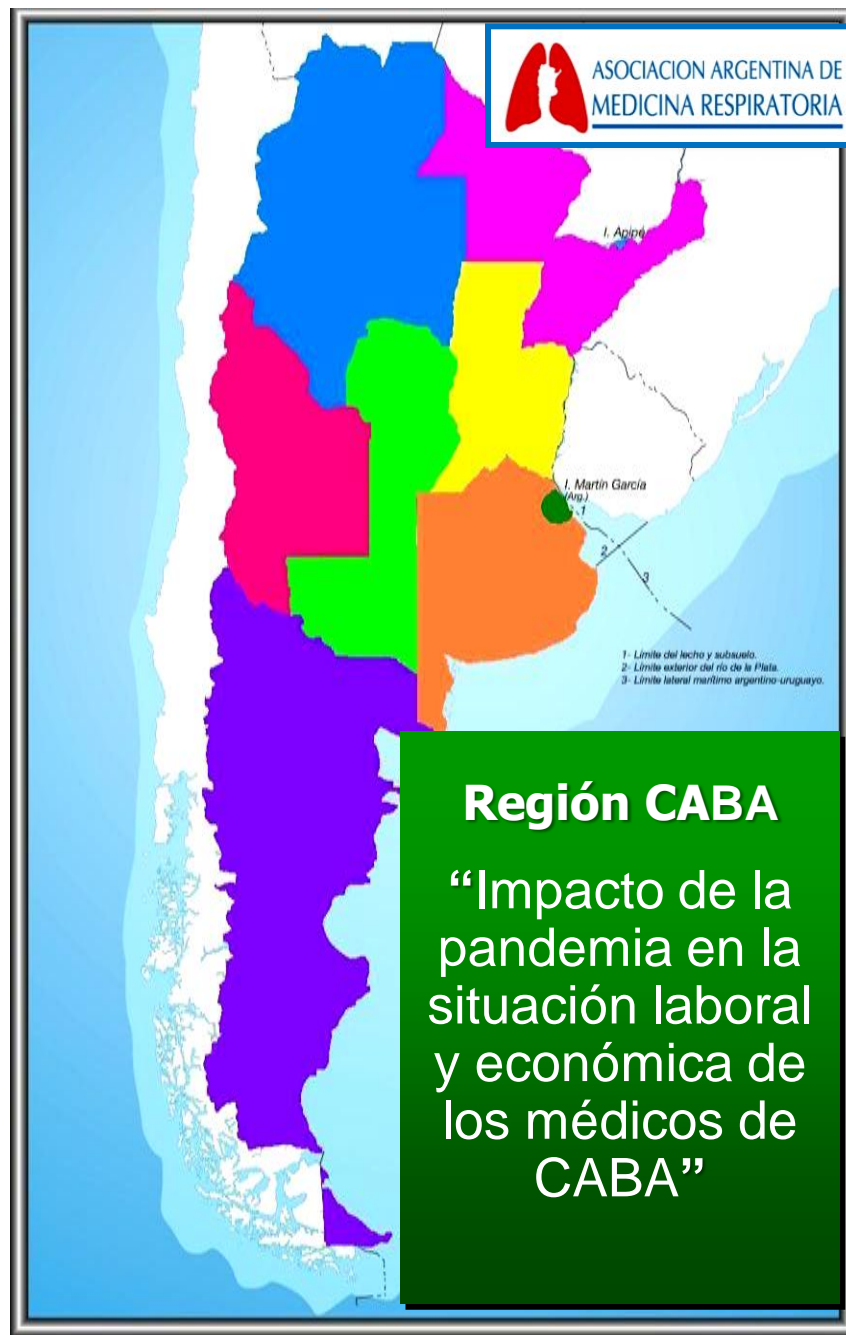 ASOCIACION ARGENTINA DE
MEDICINA RESPIRATORIA
I. Apipé
I. Martín García
(Arg.)
1
2
3
1- Límite del lecho y subsuelo.
2- Límite exterior del río de la Plata.
3- Límite lateral marítimo argentino-uruguayo.
Región CABA
“Impacto de la
pandemia en la
situación laboral
y económica de
los médicos de
CABA”